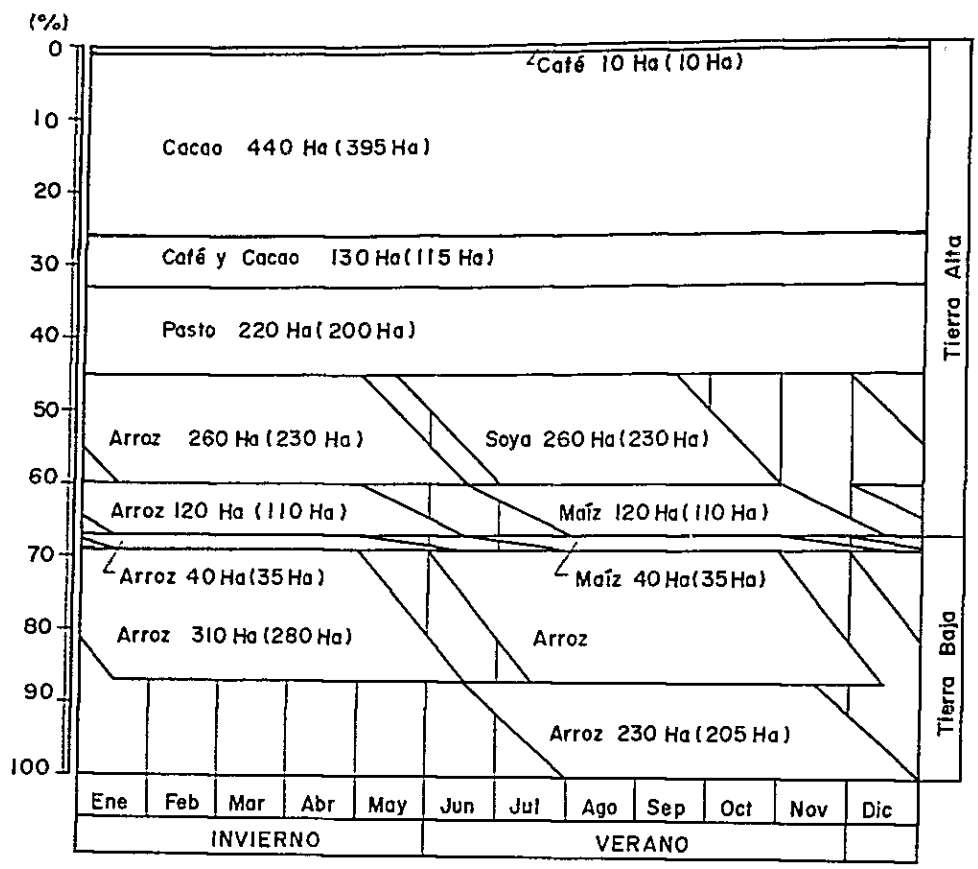 (%)
0
Café 10 Ha (10 Ha)
10
Cacao 440 Ha (395 Ha)
20
30
Café y Cacao 130 Ha (115 Ha)
Tierra Alta
40
Pasto 220 Ha (200 Ha)
50
Arroz 260 Ha (230 Ha)
Soya 260 Ha (230 Ha)
60
Arroz 120 Ha (110 Ha)
Maíz 120 Ha (110 Ha)
70
Arroz 40 Ha (35 Ha)
Maíz 40 Ha (35 Ha)
80
Arroz 310 Ha (280 Ha)
Arroz
Tierra Baja
90
Arroz 230 Ha (205 Ha)
100
Ene Feb Mar Abr May Jun Jul Ago Sep Oct Nov Dic
INVIERNO VERANO